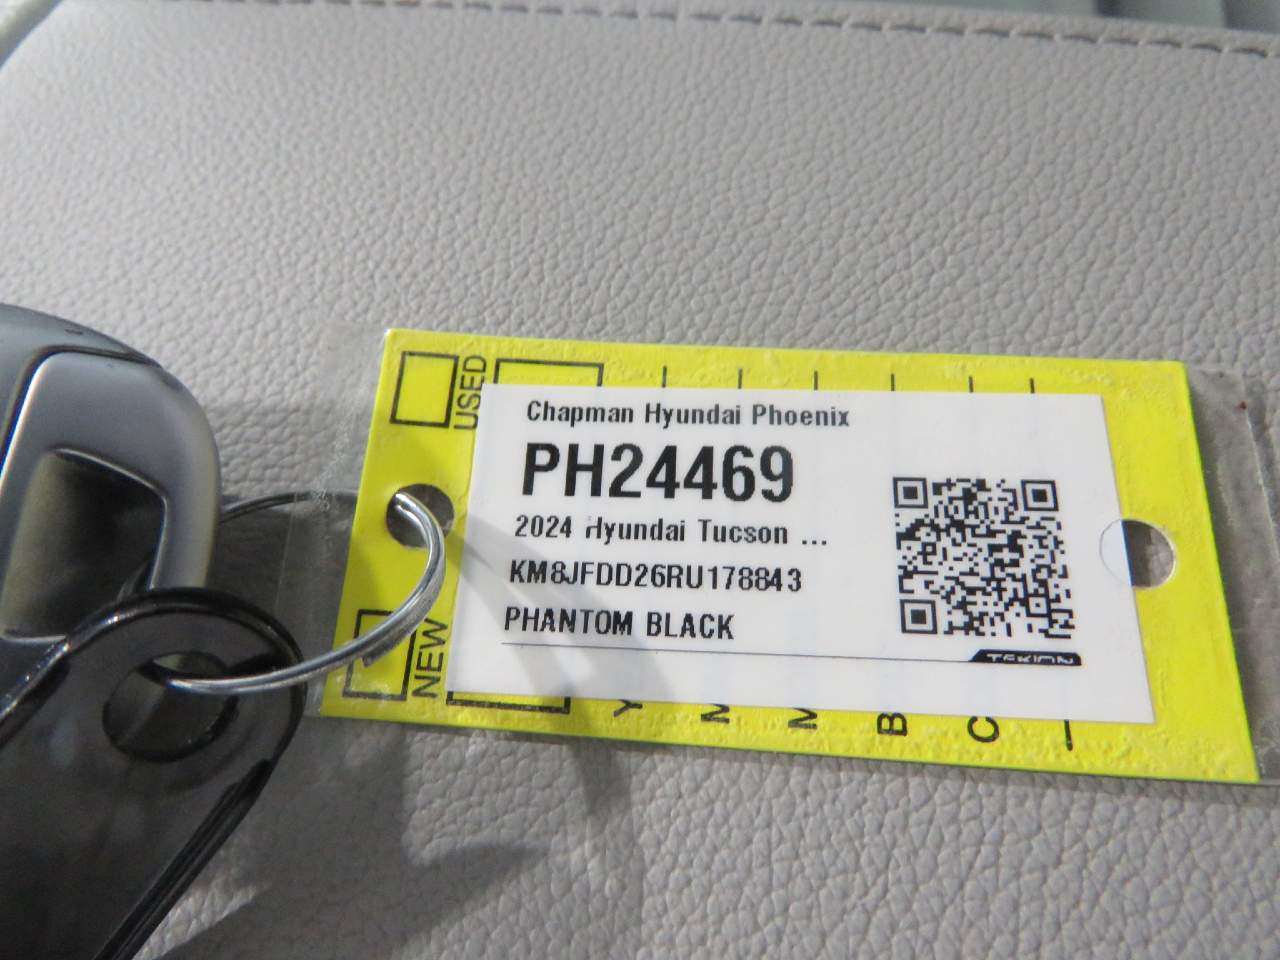 USED
Chapman Hyundai Phoenix
PH24469
2024 Hyundai Tucson ...
KM8JFDD26RU178843
PHANTOM BLACK
TEKION
NEW
Y
M
B
C